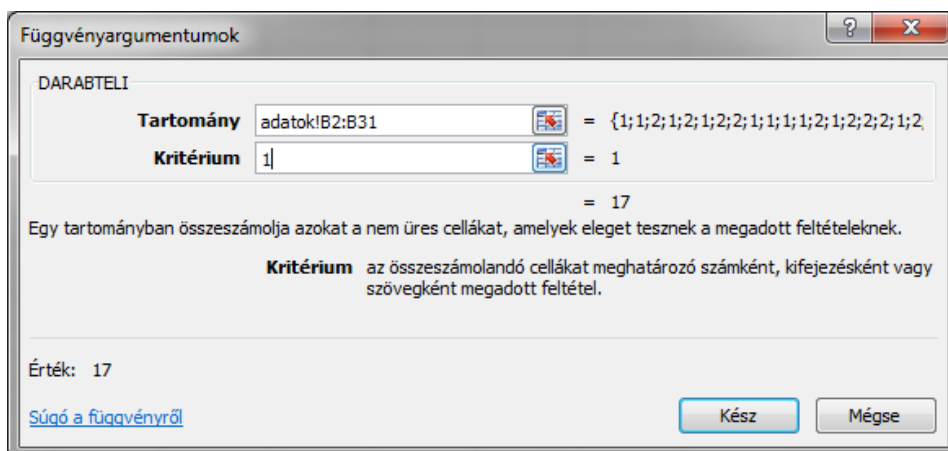 Függvényargumentumok
DARABTELI
Tartomány adatok!B2:B31 = {1;1;2;1;2;1;2;2;1;1;1;1;2;1;2;2;2;1;2;
Kritérium 1 = 1
= 17
Egy tartományban összeszámolja azokat a nem üres cellákat, amelyek eleget tesznek a megadott feltételeknek.
Kritérium az összeszámolandó cellákat meghatározó számként, kifejezésként vagy
szövegként megadott feltétel.
Érték: 17
Súgó a függvényről
Kész Mégse